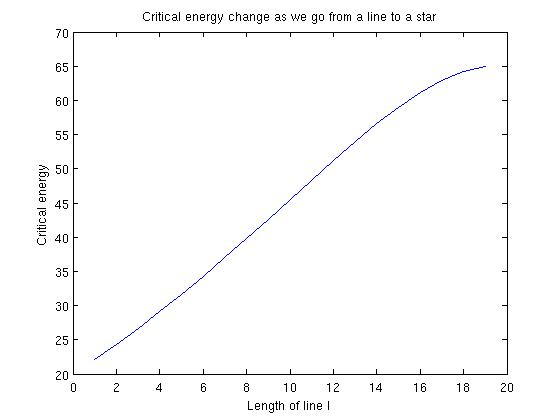 Critical energy change as we go from a line to a star
70
65
60
55
50
45
40
35
30
25
20
Critical energy
0 2 4 6 8 10 12 14 16 18 20
Length of line l